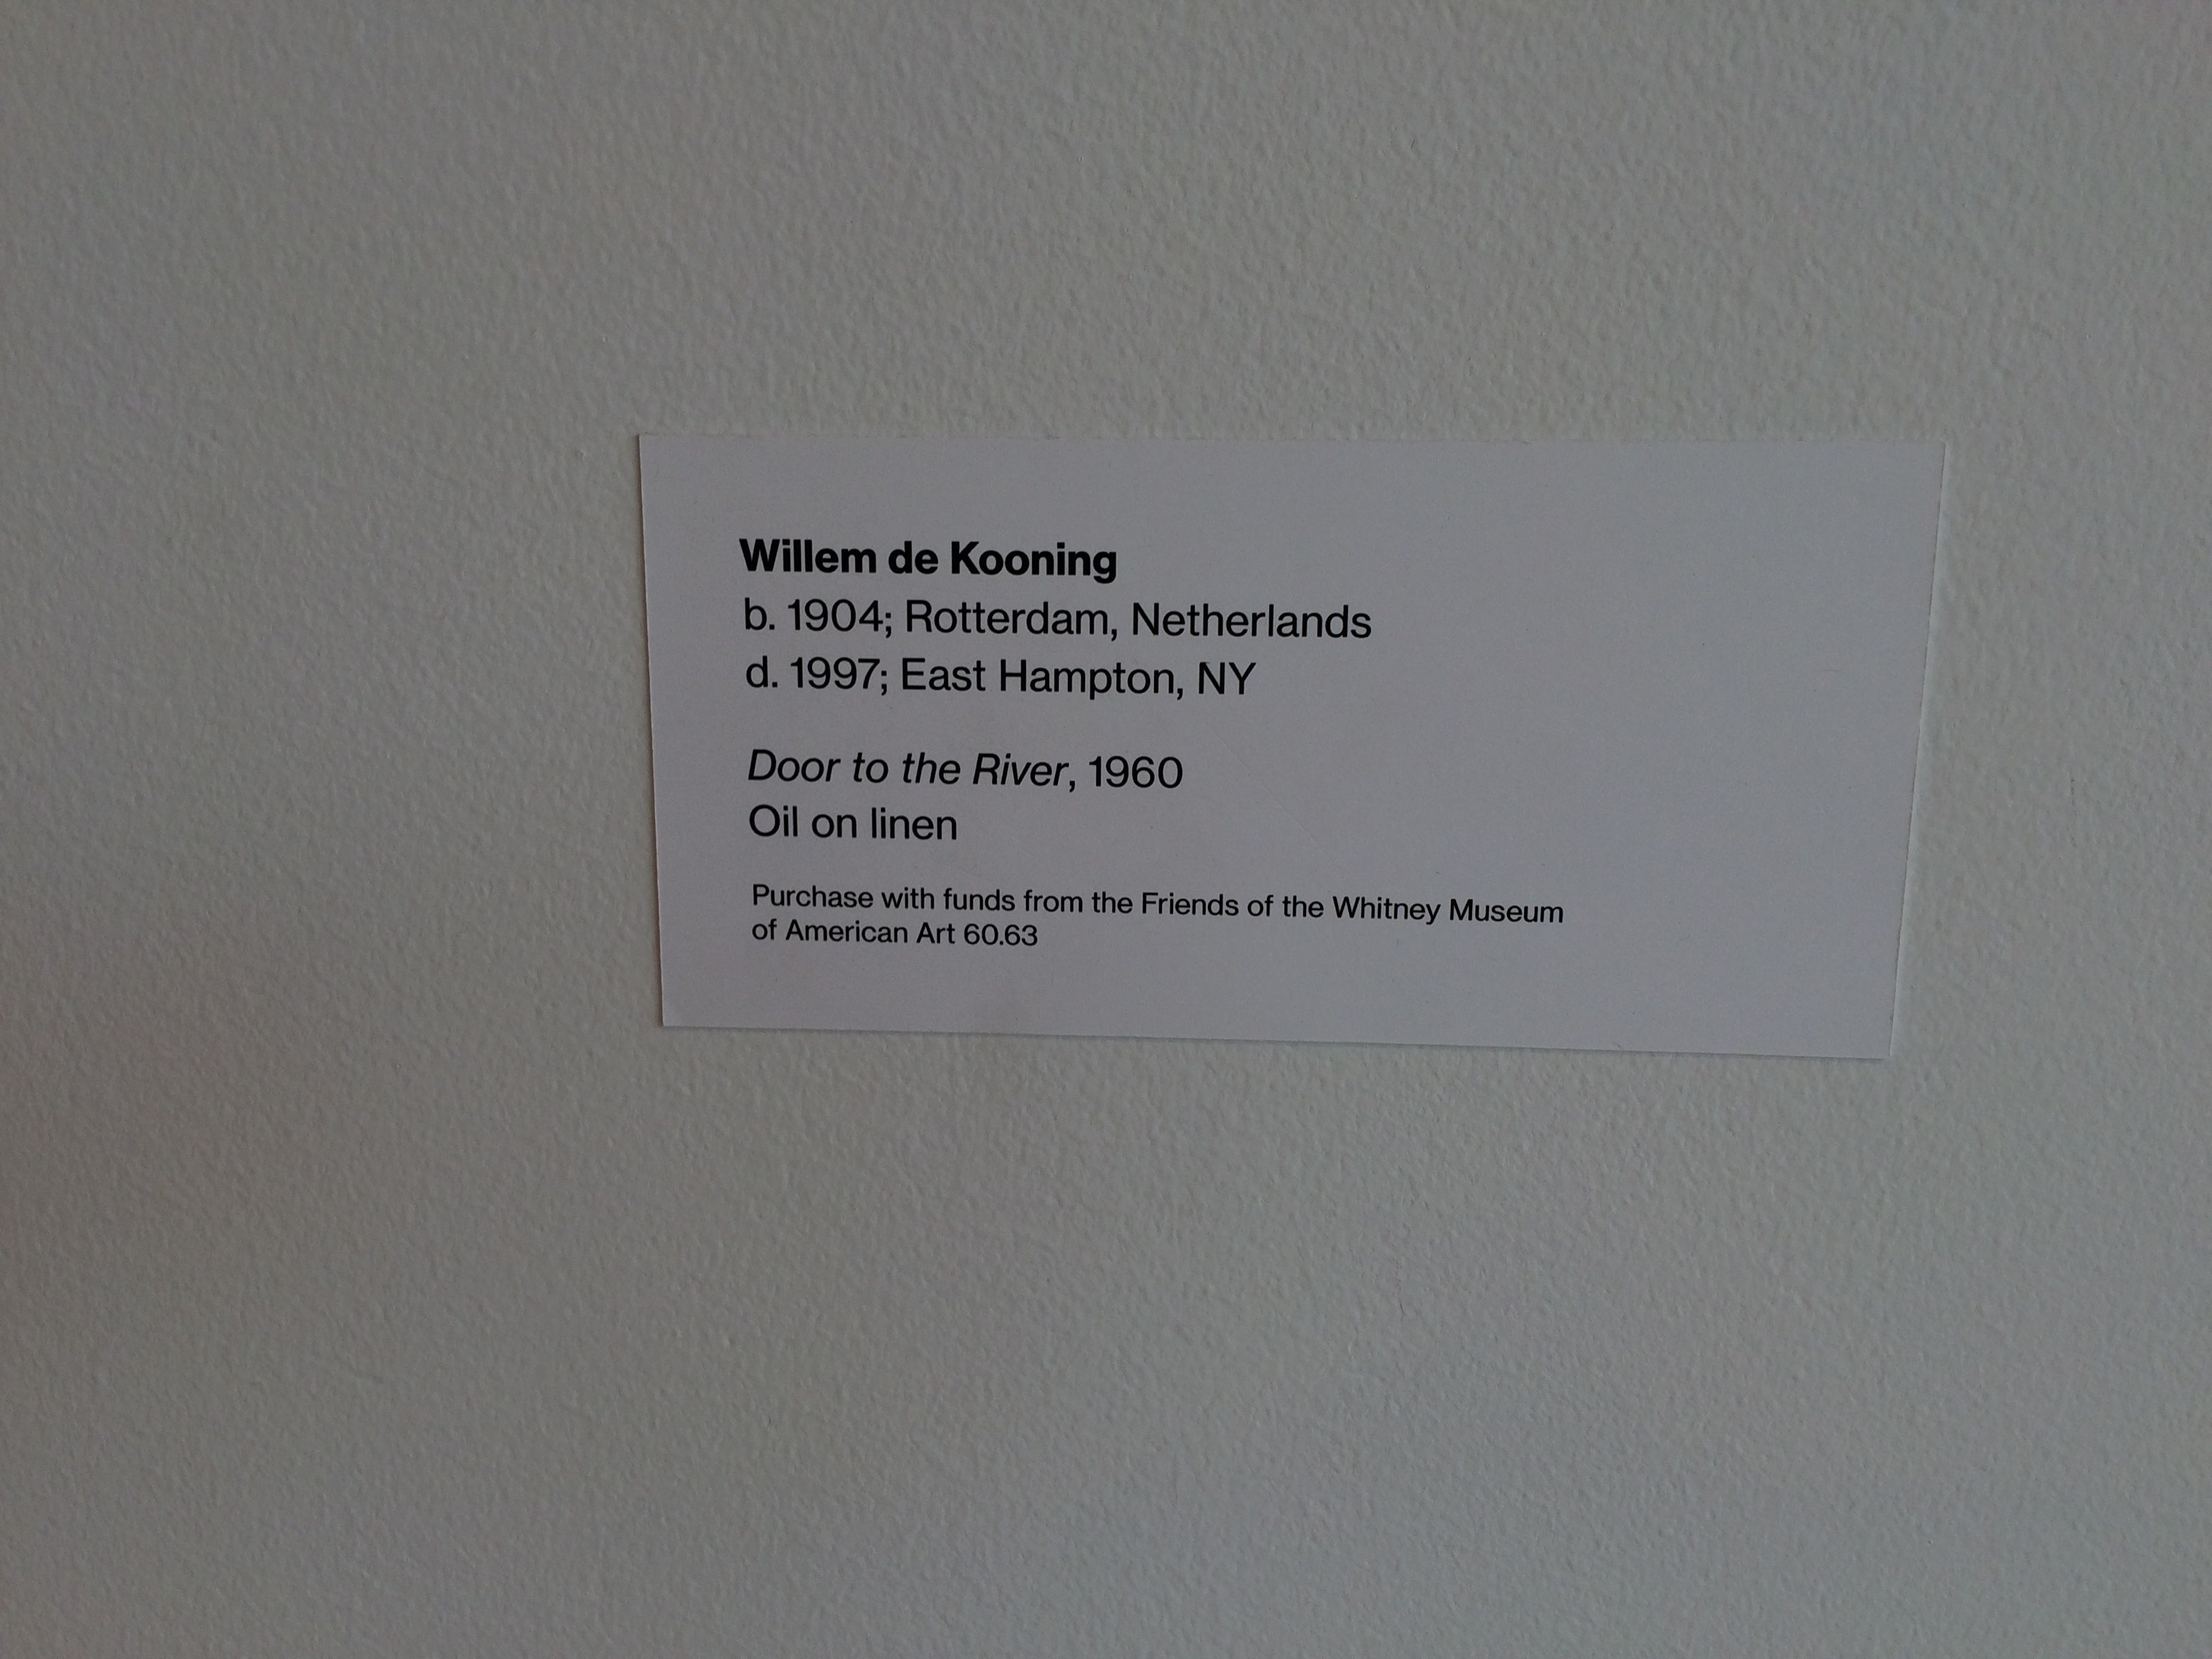 Willem de Kooning
b. 1904; Rotterdam, Netherlands
d. 1997; East Hampton, NY
Door to the River, 1960
Oil on linen
Purchase with funds from the Friends of the Whitney Museum
of American Art 60.63